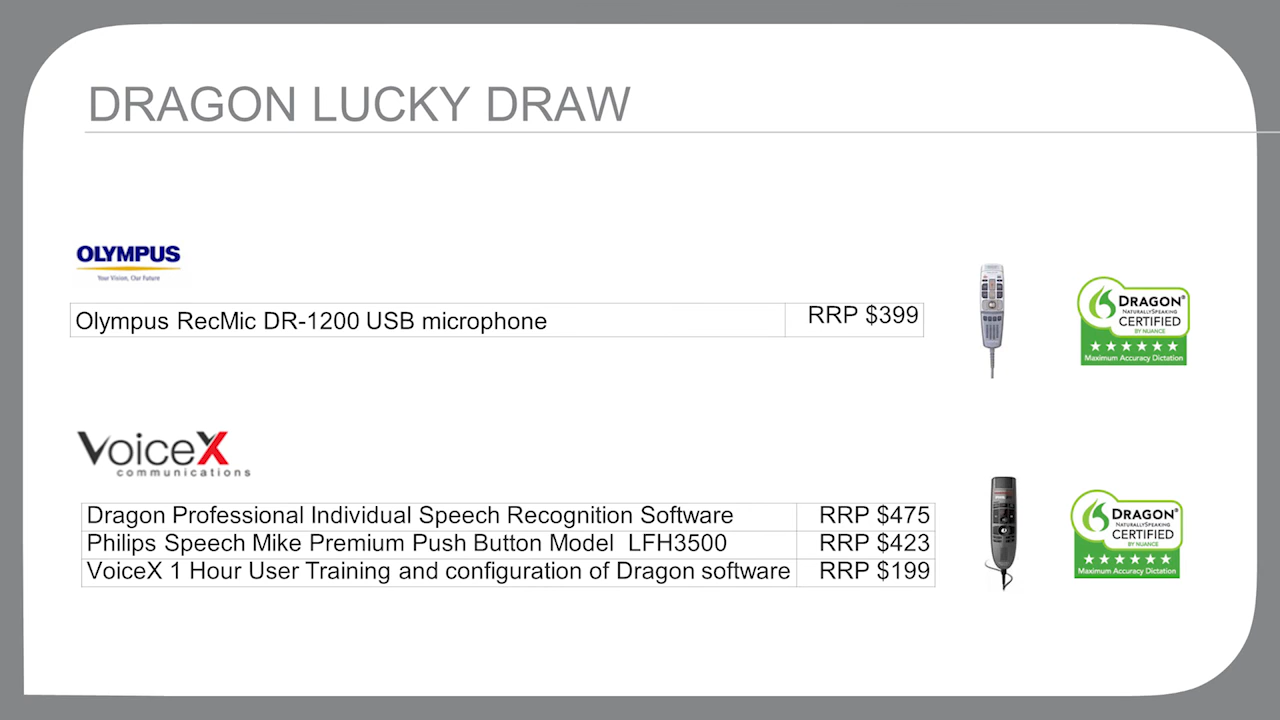 DRAGON LUCKY DRAW
OLYMPUS
Your Vision, Our Future
Olympus RecMic DR-1200 USB microphone RRP $399
DRAGON®
NATURALLYSPEAKING
CERTIFIED
BY NUANCE
Maximum Accuracy Dictation
VoiceX
communications
Dragon Professional Individual Speech Recognition Software RRP $475
Philips Speech Mike Premium Push Button Model LFH3500 RRP $423
VoiceX 1 Hour User Training and configuration of Dragon software RRP $199
DRAGON®
NATURALLYSPEAKING
CERTIFIED
BY NUANCE
Maximum Accuracy Dictation